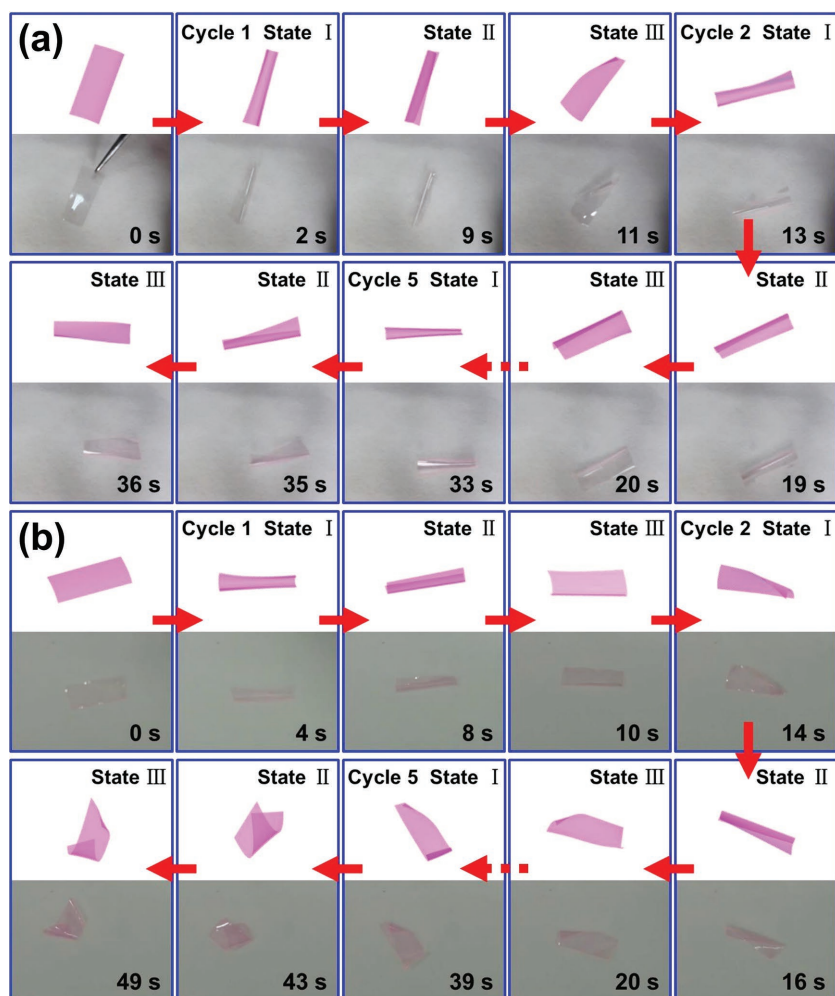 (a)
Cycle 1 State Ⅰ
State Ⅱ
State Ⅲ
Cycle 2 State Ⅰ
0 s
2 s
9 s
11 s
13 s
State Ⅲ
State Ⅱ
Cycle 5 State Ⅰ
State Ⅲ
State Ⅱ
36 s
35 s
33 s
20 s
19 s
(b)
Cycle 1 State Ⅰ
State Ⅱ
State Ⅲ
Cycle 2 State Ⅰ
0 s
4 s
8 s
10 s
14 s
State Ⅲ
State Ⅱ
Cycle 5 State Ⅰ
State Ⅲ
State Ⅱ
49 s
43 s
39 s
20 s
16 s